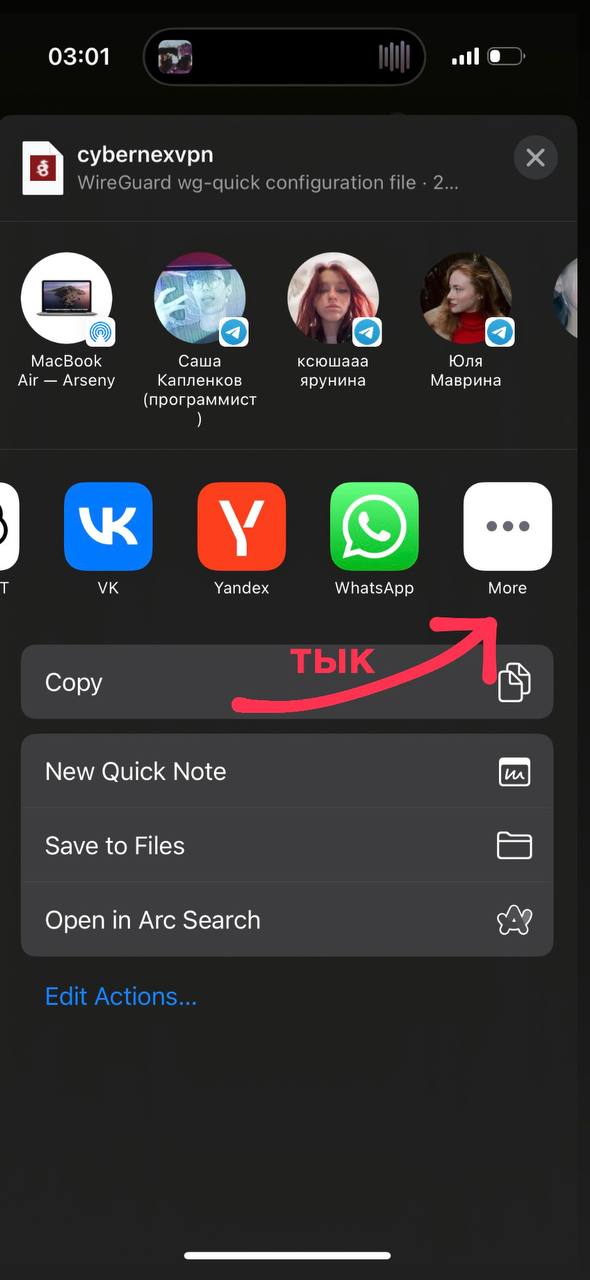 03:01
cybernexvpn
WireGuard wg-quick configuration file · 2...
MacBook
Air — Arseny
Саша
Капленков
(программист
)
ксюшааа
ярунина
Юля
Маврина
T
VK
Yandex
WhatsApp
More
тык
Copy
New Quick Note
Save to Files
Open in Arc Search
Edit Actions...